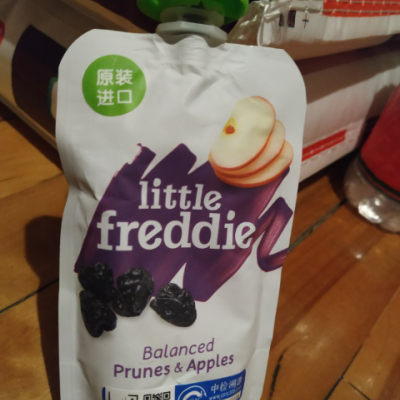 原装
进口
little
freddie
Balanced
Prunes & Apples
中检溯源